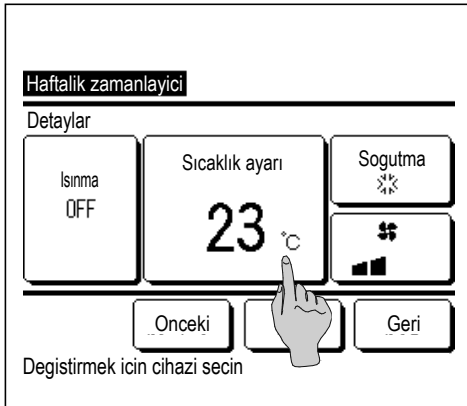 Haftalik zamanlayici
Detaylar
Isınma
OFF
Sıcaklık ayarı
23 °C
Sogutma
Onceki
Geri
Degistirmek icin cihazi secin